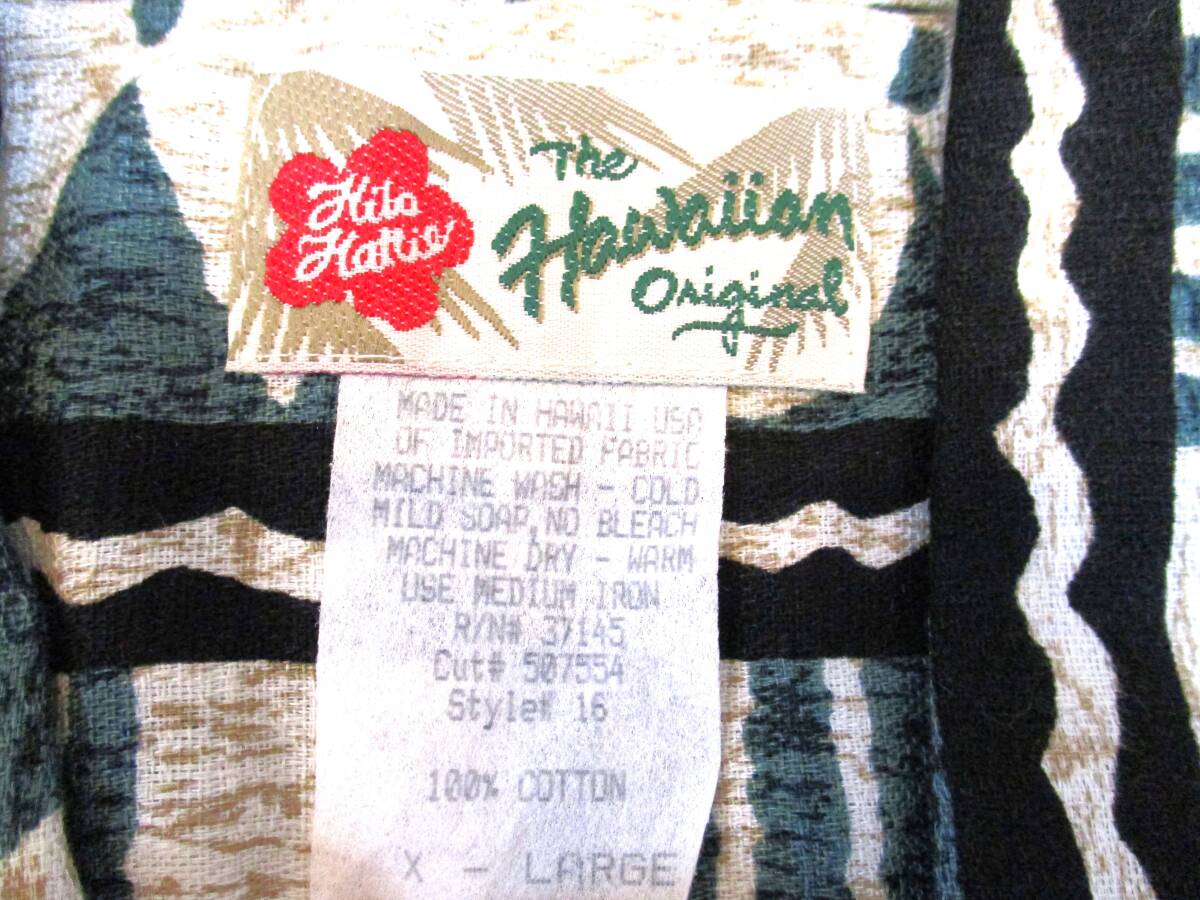 Hilo
Hattie
The
Hawaiian
Original
MADE IN HAWAII USA
OF IMPORTED FABRIC
MACHINE WASH - COLD
MILD SOAP,NO BLEACH
MACHINE DRY - WARM
USE MEDIUM IRON
R/N# 37145
Cut# 507554
Style# 16
100% COTTON
X - LARGE